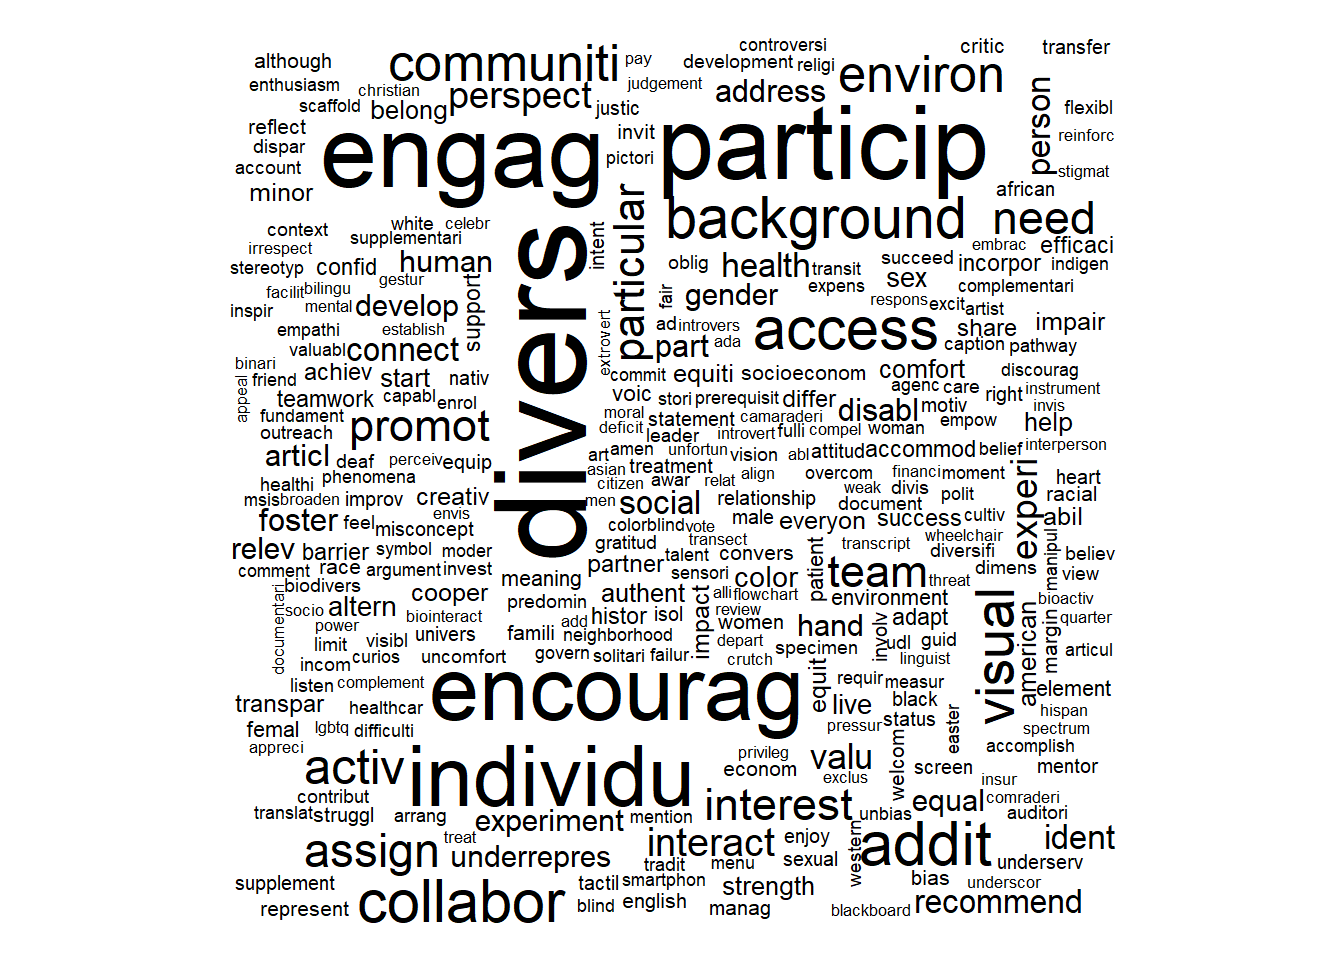 controversi critic transfer
although communiti pay development religi environ
enthusiasm christian perspect judgement address person
scaffold belong justic flexibl
reflect engag invit particip reinforc
dispar pictori stigmat
account
minor particular african
context white celebr background need
irrespect supplementari intent embrac efficaci
stereotyp confid human divers oblig health transit succeed incorpor indigen
facilit bilingu gestur support expens sex complementari
inspir mental develop fair gender respons excit artist
empathi establish extrovert ad introvers access share impair
valuabl connect part ada caption pathway
binari achiev start nativ commit equiti socioeconom comfort discourag
appeal friend capabl voic stori prerequisit differ agenc care right instrument
teamwork enrol moral statement camaraderi disabl motiv empow invis
fundament deficit leader introvert fulli compel woman help
outreach promot art amen unfortun vision abl attitud accommod belief interperson
articl deaf perceiv equip asian treatment
healthi phenomena citizen awar relat align overcom financi moment experi heart
msis broaden improv creativ men social relationship weak divis polit racial
envis document abil
foster feel misconcept colorblind vote male everyon success cultiv
relev barrier symbol moder gratitud transect transcript wheelchair manipul
comment race argument invest partner talent convers patient diversifi believ
biodivers meaning sensori color team threat dimens view
documentari cooper authent alli flowchart environment visual bioactiv
socio altern biointeract predomin impact review american margin quarter
power add histor isol women hand adapt
limit visibl univers famili neighborhood depart involv udl guid articul
incom curios uncomfort govern solitari failur crutch specimen linguist
listen complement encourag equit requir measur element
transpar healthcar live black hispan
femal lgbtq difficulti pressur status easter spectrum
appreci privileg welcom accomplish
activ individu econom valu screen mentor
contribut exclus insur
translat struggl arrang mention interest unbias equal comraderi
experiment auditori
treat interact enjoy western addit ident
assign underrepres tradit menu sexual underserv
supplement tactil smartphon strength bias underscor
represent collabor blind english manag blackboard recommend